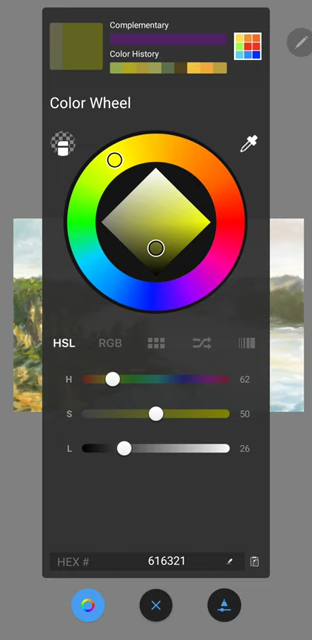 Complementary
Color History
Color Wheel
HSL RGB
H 62
S 50
L 26
HEX # 616321